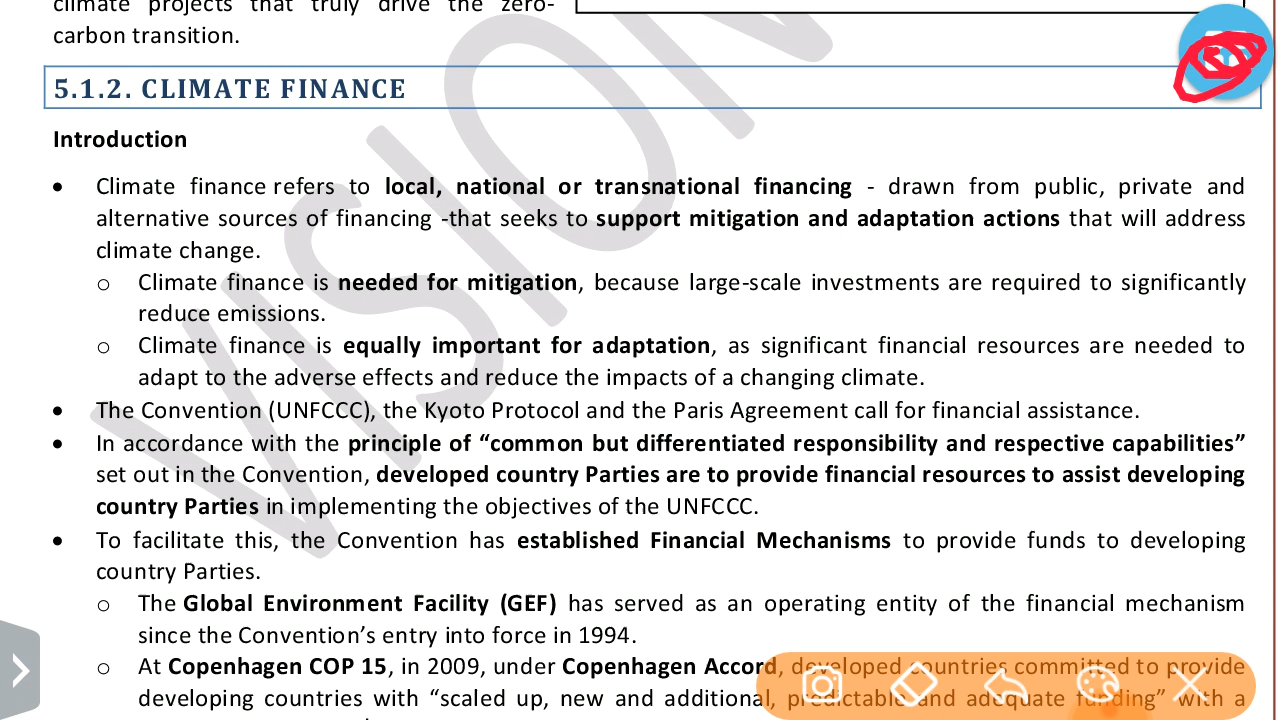 climate projects that truly drive the zero-
carbon transition.
5.1.2. CLIMATE FINANCE
Introduction
• Climate finance refers to local, national or transnational financing - drawn from public, private and
alternative sources of financing -that seeks to support mitigation and adaptation actions that will address
climate change.
o Climate finance is needed for mitigation, because large-scale investments are required to significantly
reduce emissions.
o Climate finance is equally important for adaptation, as significant financial resources are needed to
adapt to the adverse effects and reduce the impacts of a changing climate.
• The Convention (UNFCCC), the Kyoto Protocol and the Paris Agreement call for financial assistance.
• In accordance with the principle of “common but differentiated responsibility and respective capabilities”
set out in the Convention, developed country Parties are to provide financial resources to assist developing
country Parties in implementing the objectives of the UNFCCC.
• To facilitate this, the Convention has established Financial Mechanisms to provide funds to developing
country Parties.
o The Global Environment Facility (GEF) has served as an operating entity of the financial mechanism
since the Convention’s entry into force in 1994.
o At Copenhagen COP 15, in 2009, under Copenhagen Accord, developed countries committed to provide
developing countries with “scaled up, new and additional, predictable and adequate funding” with a
VISION